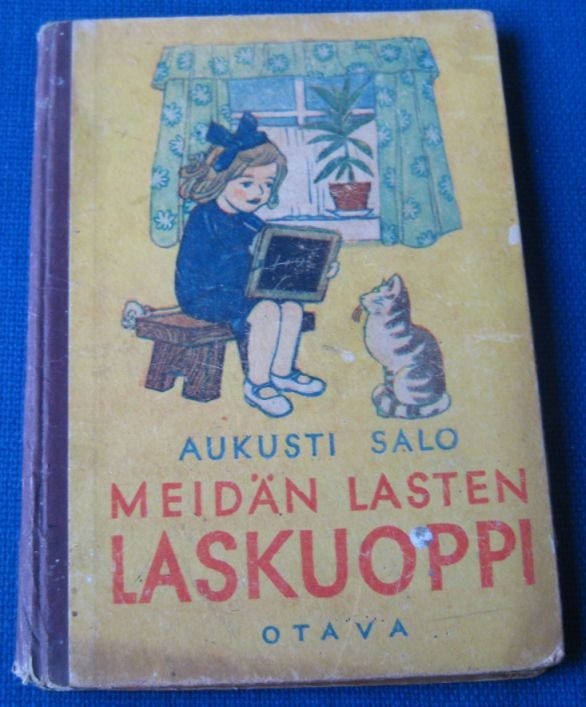 AUKUSTI SALO
MEIDÄN LASTEN
LASKUOPPI
OTAVA